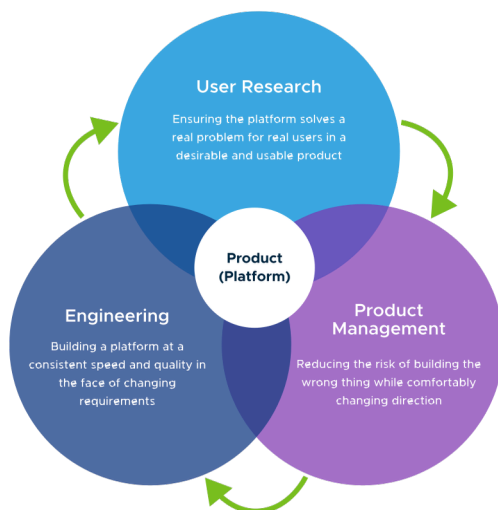 User Research
Ensuring the platform solves a
real problem for real users in a
desirable and usable product
Product
(Platform)
Engineering
Building a platform at a
consistent speed and quality in
the face of changing
requirements
Product
Management
Reducing the risk of building the
wrong thing while comfortably
changing direction